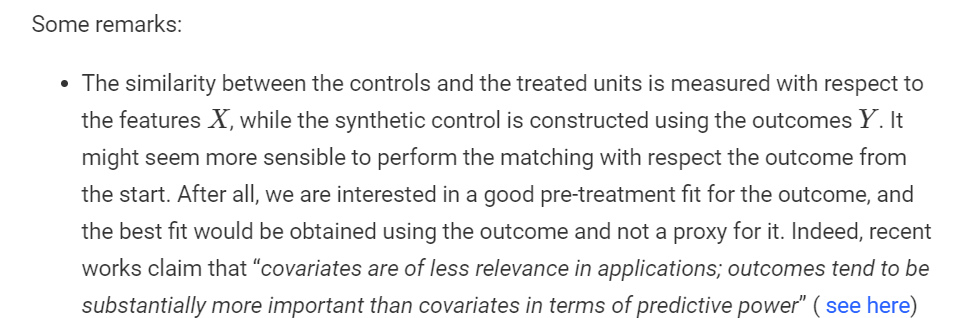 Some remarks:
• The similarity between the controls and the treated units is measured with respect to
the features X, while the synthetic control is constructed using the outcomes Y. It
might seem more sensible to perform the matching with respect the outcome from
the start. After all, we are interested in a good pre-treatment fit for the outcome, and
the best fit would be obtained using the outcome and not a proxy for it. Indeed, recent
works claim that “covariates are of less relevance in applications; outcomes tend to be
substantially more important than covariates in terms of predictive power” ( see here)